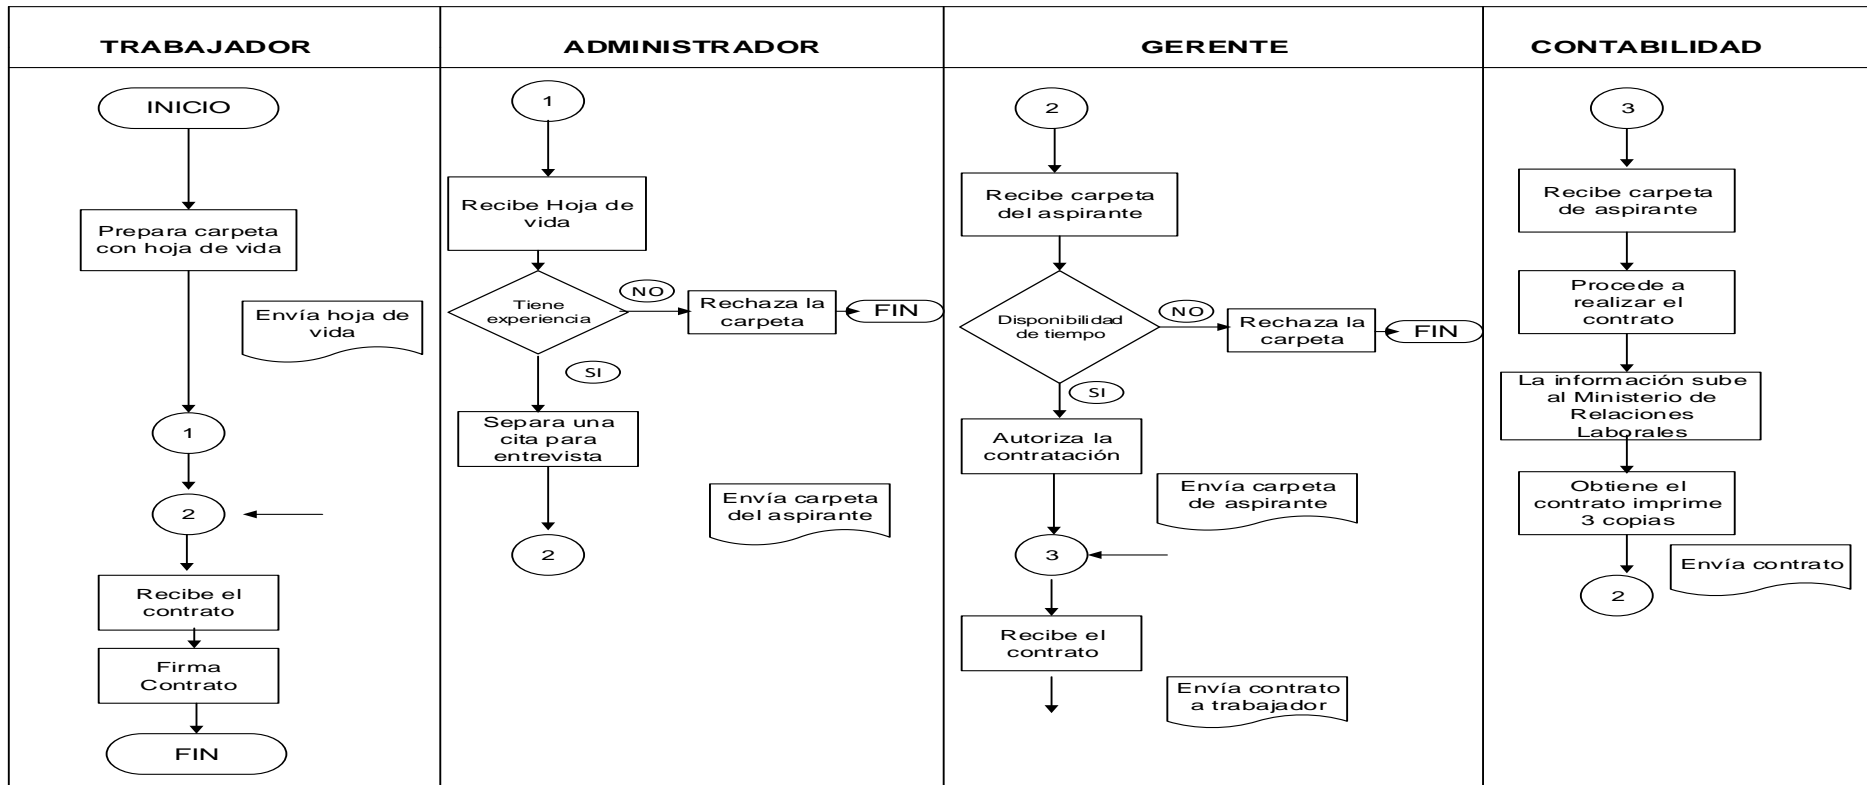 TRABAJADOR
ADMINISTRADOR
GERENTE
CONTABILIDAD
INICIO
Prepara carpeta
con hoja de vida
Envía hoja de
vida
1
2
Recibe el
contrato
Firma
Contrato
FIN
1
Recibe Hoja de
vida
Tiene
experiencia
NO
Rechaza la
carpeta
FIN
SI
Separa una
cita para
entrevista
Envía carpeta
del aspirante
2
2
Recibe carpeta
del aspirante
Disponibilidad
de tiempo
NO
Rechaza la
carpeta
FIN
SI
Autoriza la
contratación
Envía carpeta
de aspirante
3
Recibe el
contrato
Envía contrato
a trabajador
3
Recibe carpeta
de aspirante
Procede a
realizar el
contrato
La información sube
al Ministerio de
Relaciones
Laborales
Obtiene el
contrato imprime
3 copias
Envía contrato
2